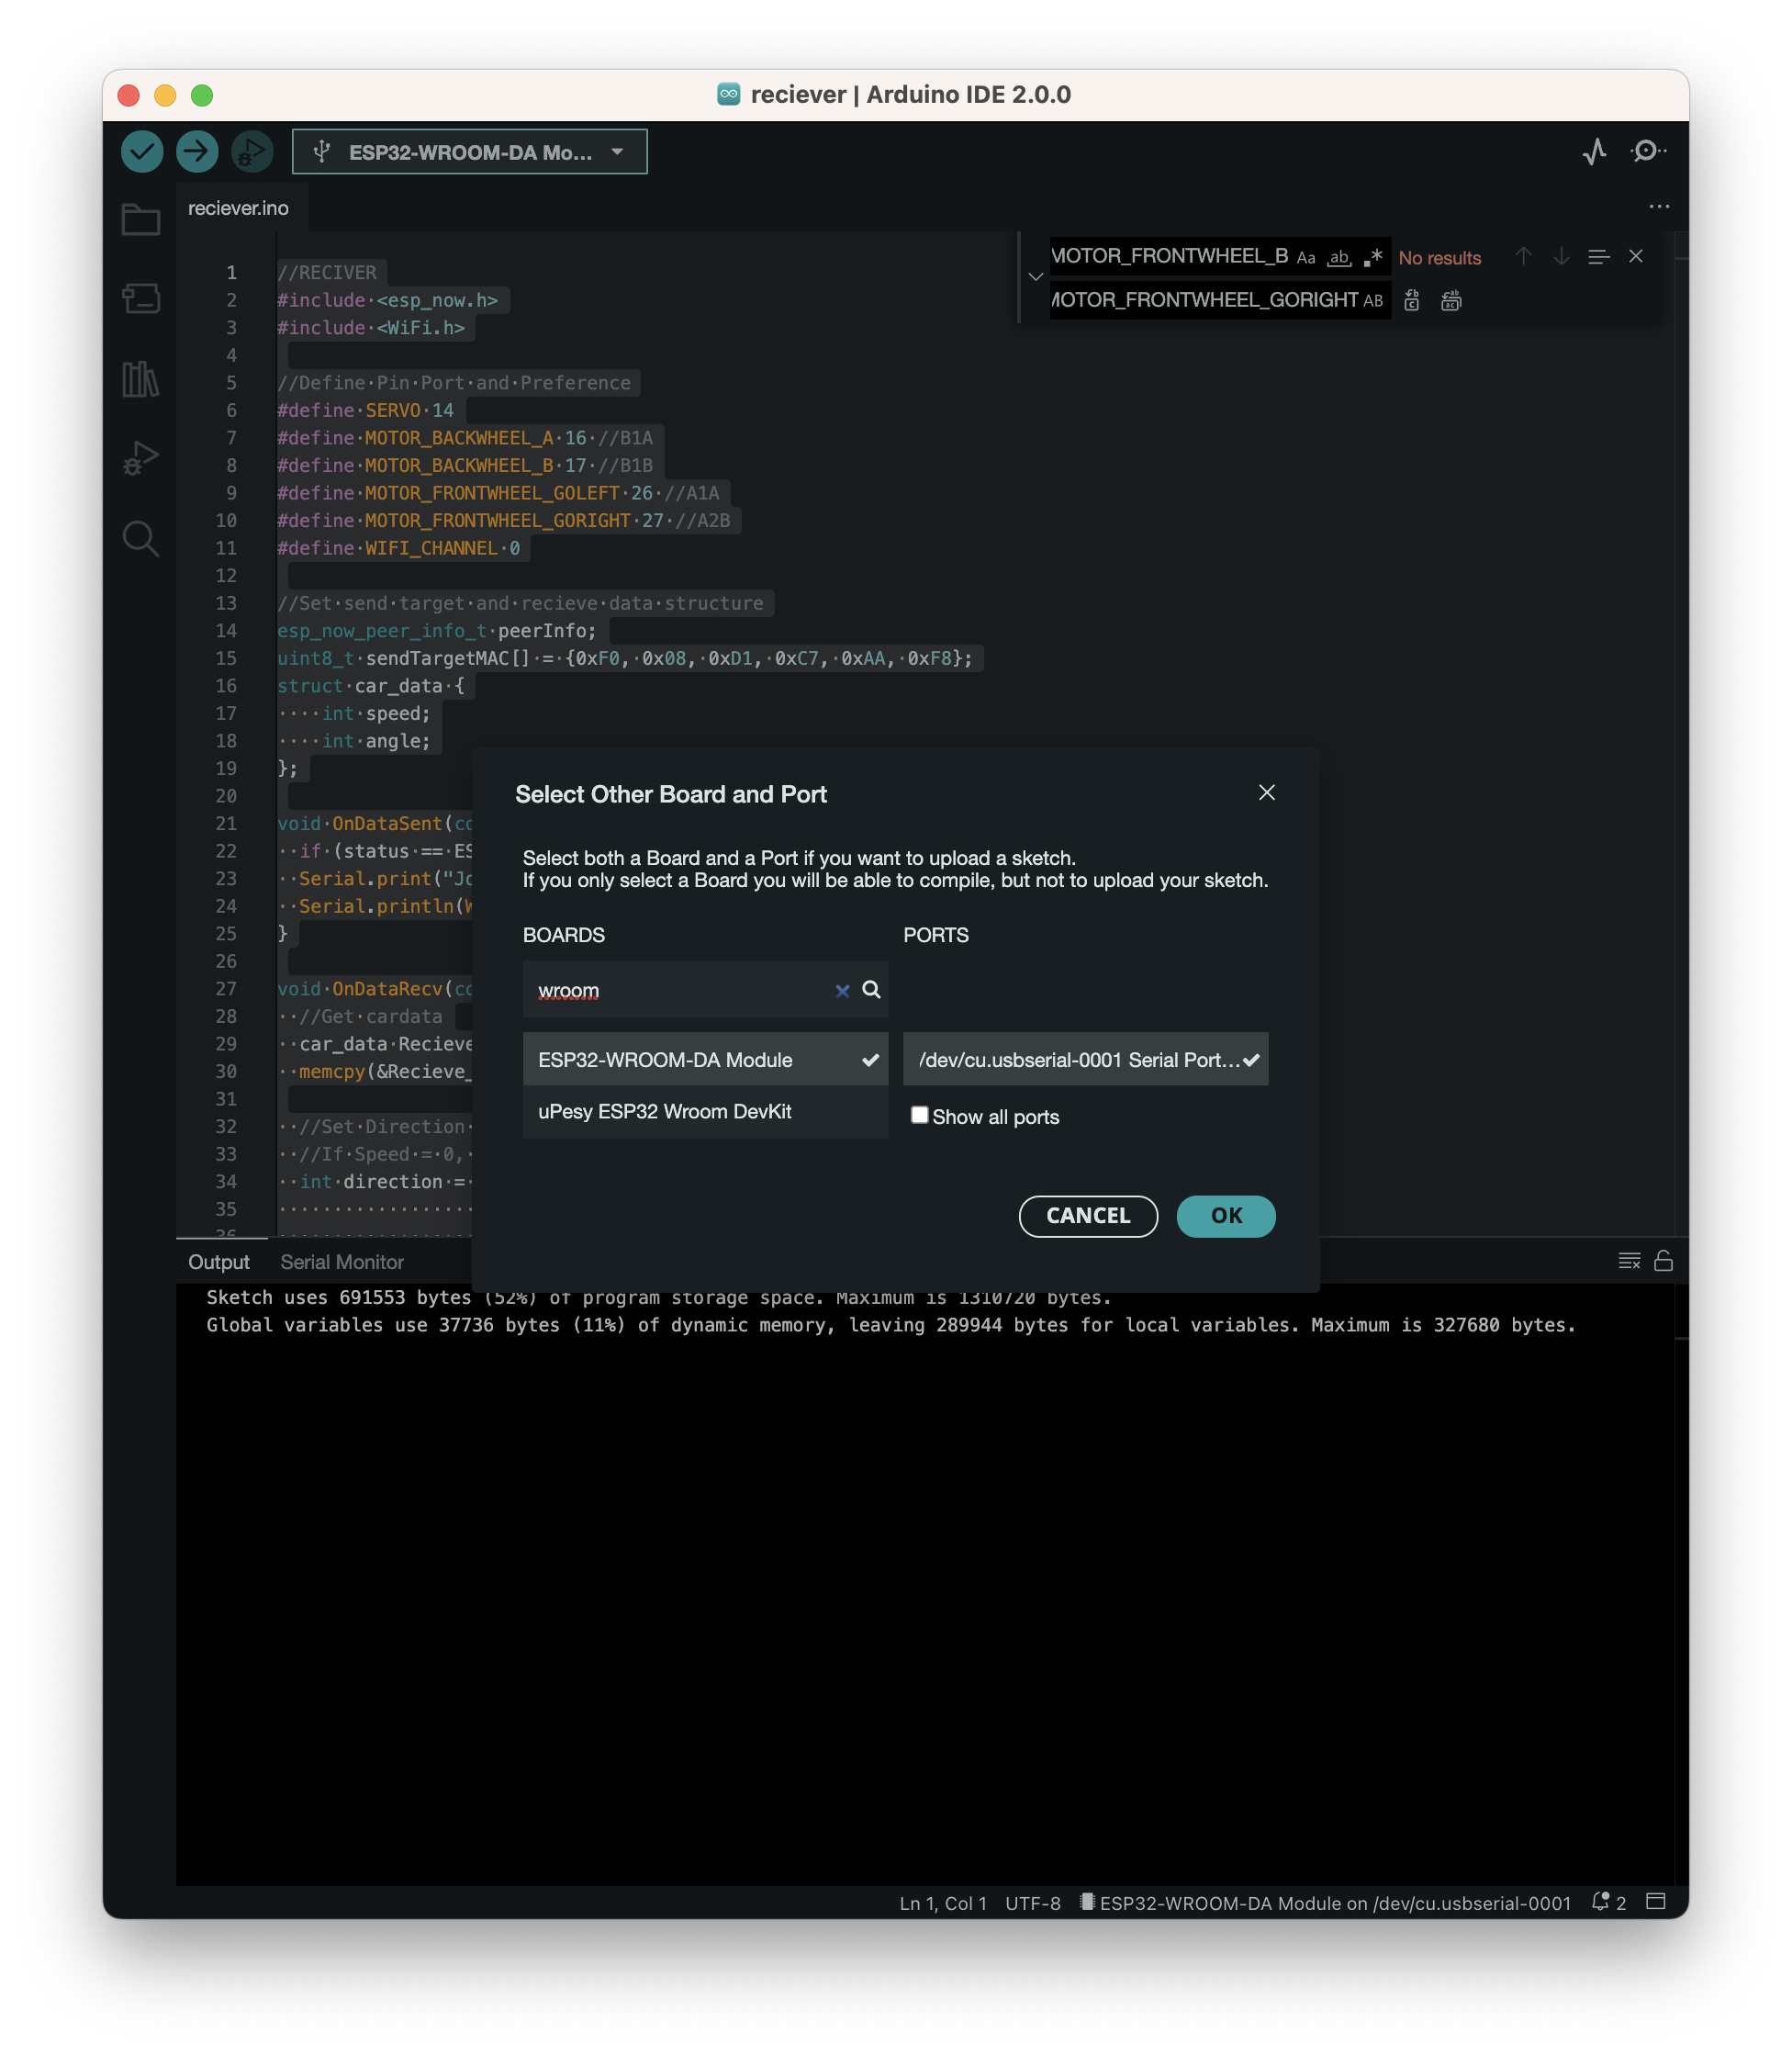 reciever | Arduino IDE 2.0.0
ESP32-WROOM-DA Mo...
reciever.ino
MOTOR_FRONTWHEEL_B Aa ab No results
MOTOR_FRONTWHEEL_GORIGHT AB
1 //RECIVER
2 #include <esp_now.h>
3 #include <WiFi.h>
4
5 //Define Pin Port and Preference
6 #define SERVO 14
7 #define MOTOR_BACKWHEEL_A 16 //B1A
8 #define MOTOR_BACKWHEEL_B 17 //B1B
9 #define MOTOR_FRONTWHEEL_GOLEFT 26 //A1A
10 #define MOTOR_FRONTWHEEL_GORIGHT 27 //A2B
11 #define WIFI_CHANNEL 0
12
13 //Set send target and recieve data structure
14 esp_now_peer_info_t peerInfo;
15 uint8_t sendTargetMAC[] = {0xF0, 0x08, 0xD1, 0xC7, 0xAA, 0xF8};
16 struct car_data {
17 int speed;
18 int angle;
19 };
20
21 void OnDataSent(
22 if (status == ES
23 Serial.print("Jo
24 Serial.println(
25 }
26
27 void OnDataRecv(
28 //Get cardata
29 car_data Recieve
30 memcpy(&Recieve_
31
32 //Set Direction
33 //If Speed = 0,
34 int direction =
35
36
Select Other Board and Port
Select both a Board and a Port if you want to upload a sketch.
If you only select a Board you will be able to compile, but not to upload your sketch.
BOARDS
PORTS
wroom
ESP32-WROOM-DA Module
/dev/cu.usbserial-0001 Serial Port...
uPesy ESP32 Wroom DevKit
Show all ports
CANCEL
OK
Output
Serial Monitor
Sketch uses 691553 bytes (52%) of program storage space. Maximum is 1310720 bytes.
Global variables use 37736 bytes (11%) of dynamic memory, leaving 289944 bytes for local variables. Maximum is 327680 bytes.
Ln 1, Col 1 UTF-8 ESP32-WROOM-DA Module on /dev/cu.usbserial-0001 2